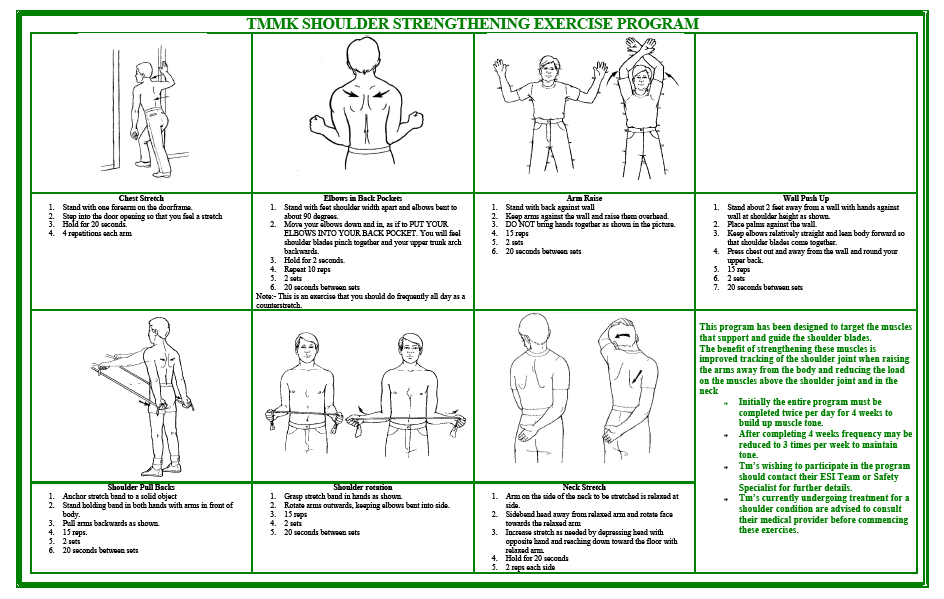 TMMK SHOULDER STRENGTHENING EXERCISE PROGRAM
Chest Stretch
1. Stand with one forearm on the doorframe.
2. Step into the door opening so that you feel a stretch
3. Hold for 20 seconds.
4. 4 repetitions each arm
Elbows in Back Pockets
1. Stand with feet shoulder width apart and elbows bent to
about 90 degrees.
2. Move your elbows down and in, as if to PUT YOUR
ELBOWS INTO YOUR BACK POCKET. You will feel
shoulder blades pinch together and your upper trunk arch
backwards.
3. Hold for 2 seconds.
4. Repeat 10 reps
5. 2 sets
6. 20 seconds between sets
Note:- This is an exercise that you should do frequently all day as a
counterstretch.
Arm Raise
1. Stand with back against wall
2. Keep arms against the wall and raise them overhead.
3. DO NOT bring hands together as shown in the picture.
4. 15 reps
5. 2 sets
6. 20 seconds between sets
Wall Push Up
1. Stand about 2 feet away from a wall with hands against
wall at shoulder height as shown.
2. Place palms against the wall.
3. Keep elbows relatively straight and lean body forward so
that shoulder blades come together.
4. Press chest out and away from the wall and round your
upper back.
5. 15 reps
6. 2 sets
7. 20 seconds between sets
Shoulder Pull Backs
1. Anchor stretch band to a solid object
2. Stand holding band in both hands with arms in front of
body.
3. Pull arms backwards as shown.
4. 15 reps.
5. 2 sets
6. 20 seconds between sets
Shoulder rotation
1. Grasp stretch band in hands as shown.
2. Rotate arms outwards, keeping elbows bent into side.
3. 15 reps
4. 2 sets
5. 20 seconds between sets
Neck Stretch
1. Arm on the side of the neck to be stretched is relaxed at
side.
2. Sidebend head away from relaxed arm and rotate face
towards the relaxed arm
3. Increase stretch as needed by depressing head with
opposite hand and reaching down toward the floor with
relaxed arm.
4. Hold for 20 seconds
5. 2 reps each side
This program has been designed to target the muscles
that support and guide the shoulder blades.
The benefit of strengthening these muscles is
improved tracking of the shoulder joint when raising
the arms away from the body and reducing the load
on the muscles above the shoulder joint and in the
neck
Initially the entire program must be
completed twice per day for 4 weeks to
build up muscle tone.
After completing 4 weeks frequency may be
reduced to 3 times per week to maintain
tone.
Tm's wishing to participate in the program
should contact their ESI Team or Safety
Specialist for further details.
Tm's currently undergoing treatment for a
shoulder condition are advised to consult
their medical provider before commencing
these exercises.